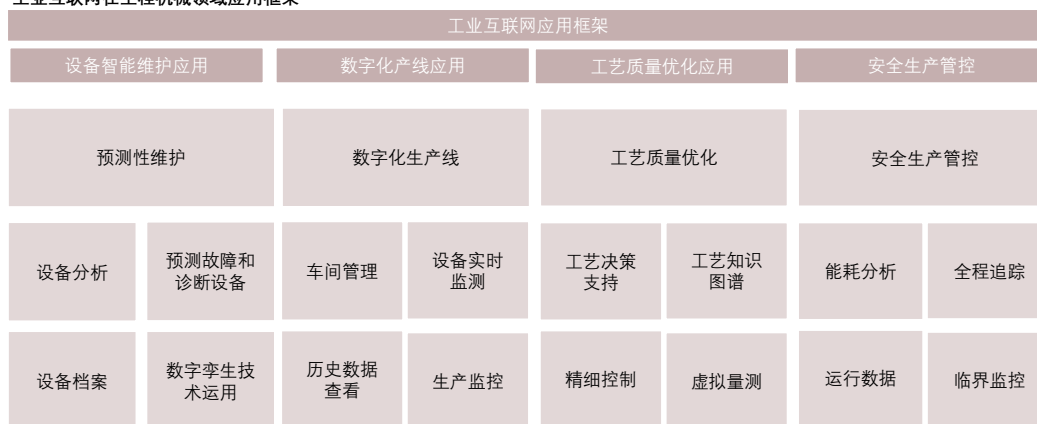 工业互联网在工程机械领域应用框架
工业互联网应用框架
设备智能维护应用
数字化产线应用
工艺质量优化应用
安全生产管控
预测性维护
数字化生产线
工艺质量优化
安全生产管控
设备分析
预测故障和
诊断设备
车间管理
设备实时
监测
工艺决策
支持
工艺知识
图谱
能耗分析
全程追踪
设备档案
数字孪生技
术运用
历史数据
查看
生产监控
精细控制
虚拟量测
运行数据
临界监控